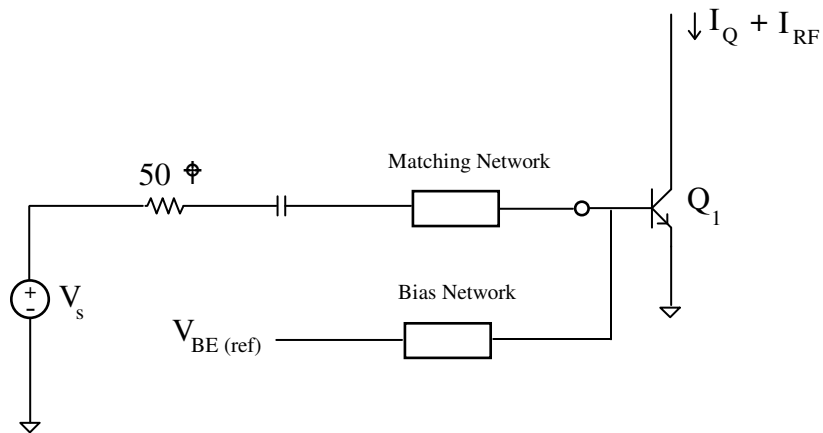 I_Q + I_RF
Matching Network
50 ⌽
Q_1
+
-
V_s
Bias Network
V_BE (ref)